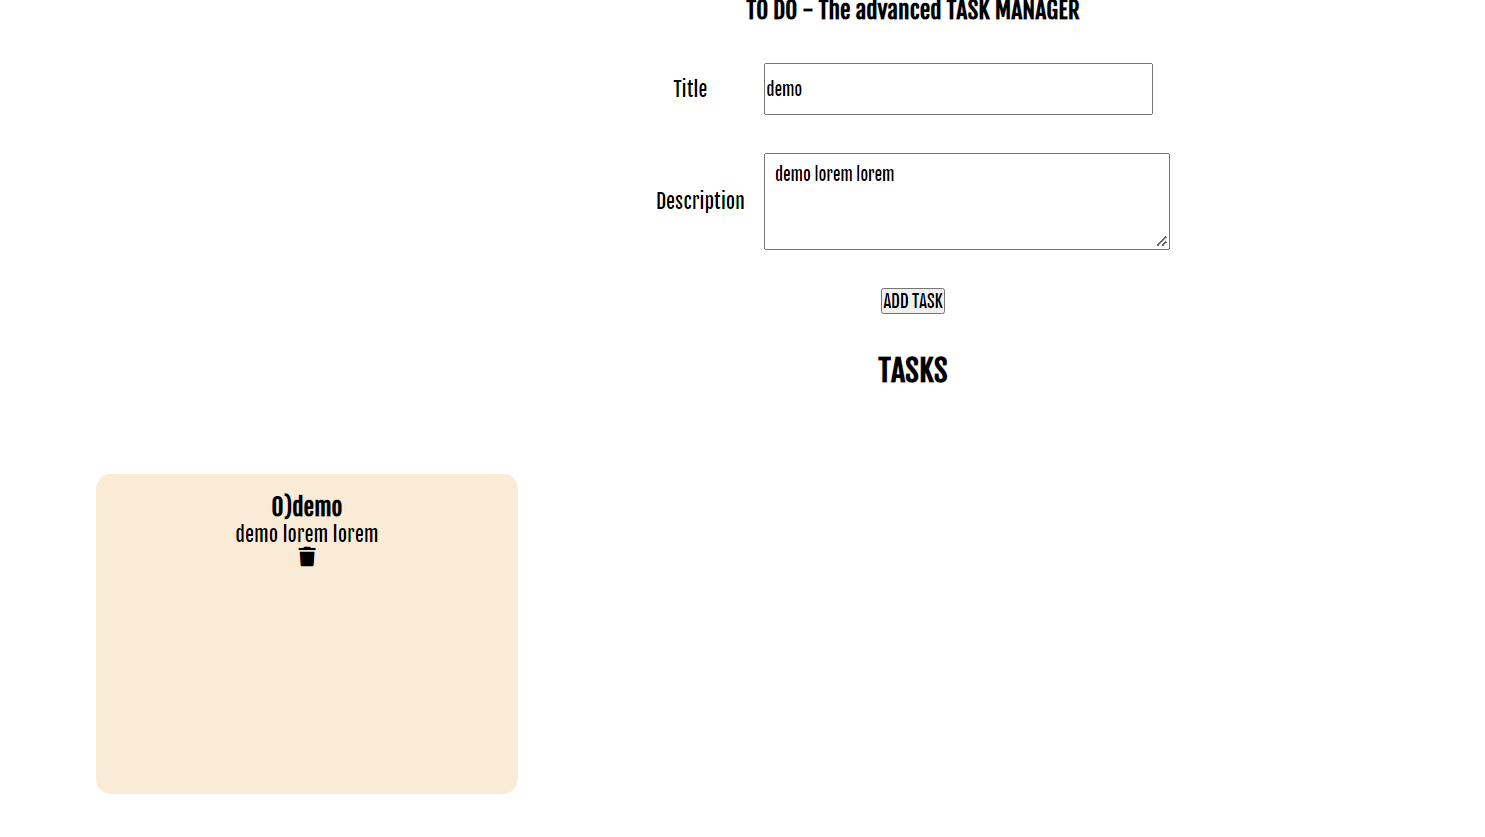 TO DO - The advanced TASK MANAGER
Title
demo
Description
demo lorem lorem
ADD TASK
TASKS
0)demo
demo lorem lorem